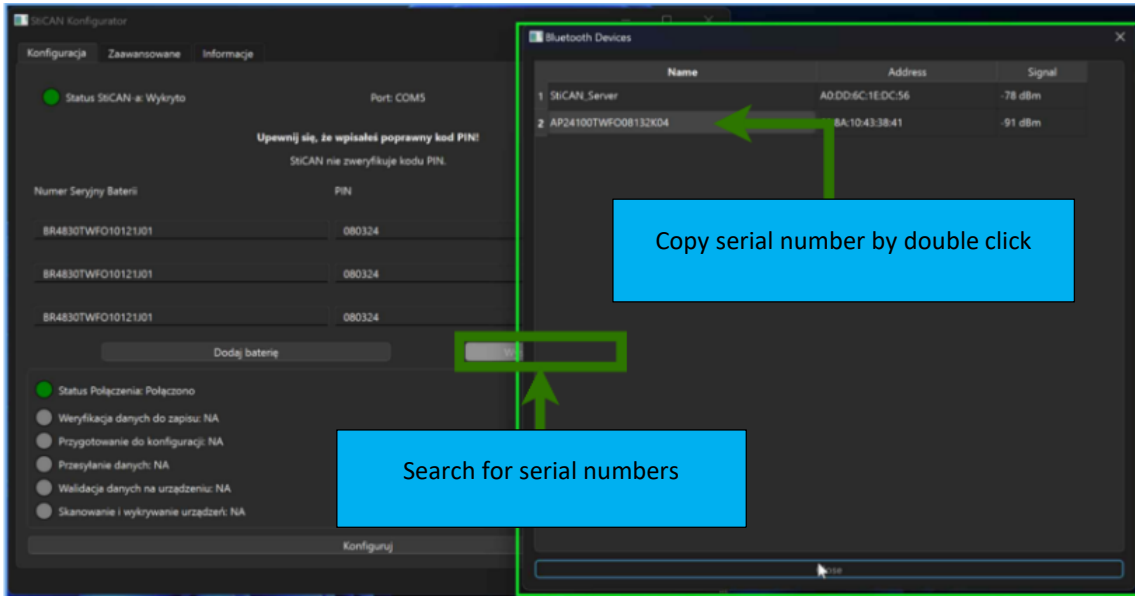 StiCAN Konfigurator
Konfiguracja Zaawansowane Informacje
Status StiCAN-a: Wykryto Port: COM5
Upewnij się, że wpisałeś poprawny kod PIN!
StiCAN nie zweryfikuje kodu PIN.
Numer Seryjny Baterii PIN
BR4830TWFO10121J01 080324
BR4830TWFO10121J01 080324
BR4830TWFO10121J01 080324
Dodaj baterię
Status Połączenia: Połączono
Weryfikacja danych do zapisu: NA
Przygotowanie do konfiguracji: NA
Przesyłanie danych: NA
Walidacja danych na urządzeniu: NA
Skanowanie i wykrywanie urządzeń: NA
Konfiguruj
Search for serial numbers
Bluetooth Devices
Name Address Signal
1 StiCAN_Server A0:DD:6C:1E:DC:56 -78 dBm
2 AP24100TWFO08132K04 8A:10:43:38:41 -91 dBm
Copy serial number by double click